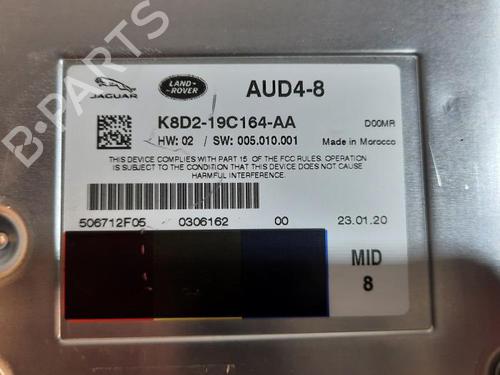 B-PARTS
JAGUAR
LAND-
ROVER
AUD4-8
K8D2-19C164-AA
D00MR
HW: 02 / SW: 005.010.001
Made in Morocco
THIS DEVICE COMPLIES WITH PART 15 OF THE FCC RULES. OPERATION
IS SUBJECT TO THE CONDITION THAT THIS DEVICE DOES NOT CAUSE
HARMFUL INTERFERENCE.
506712F05 0306162 00 23.01.20
MID
8